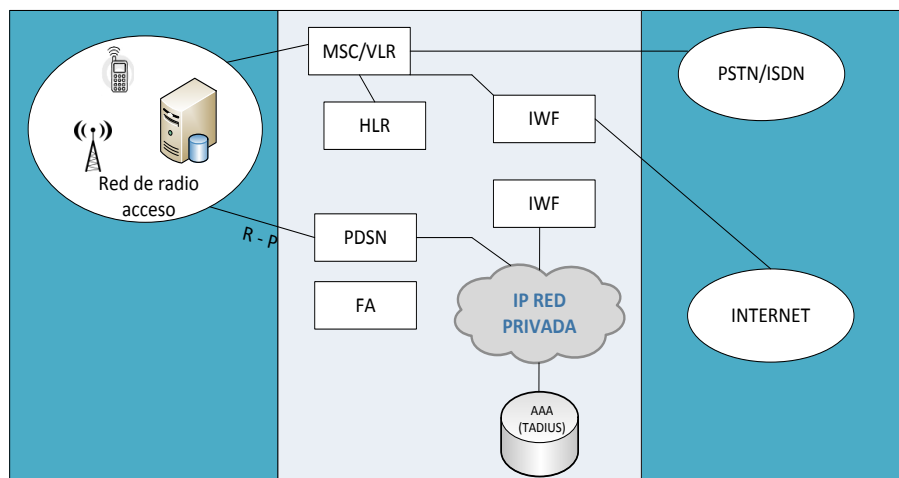 MSC/VLR
PSTN/ISDN
HLR
IWF
Red de radio
acceso
IWF
R - P
PDSN
FA
IP RED
PRIVADA
INTERNET
AAA
(TADIUS)